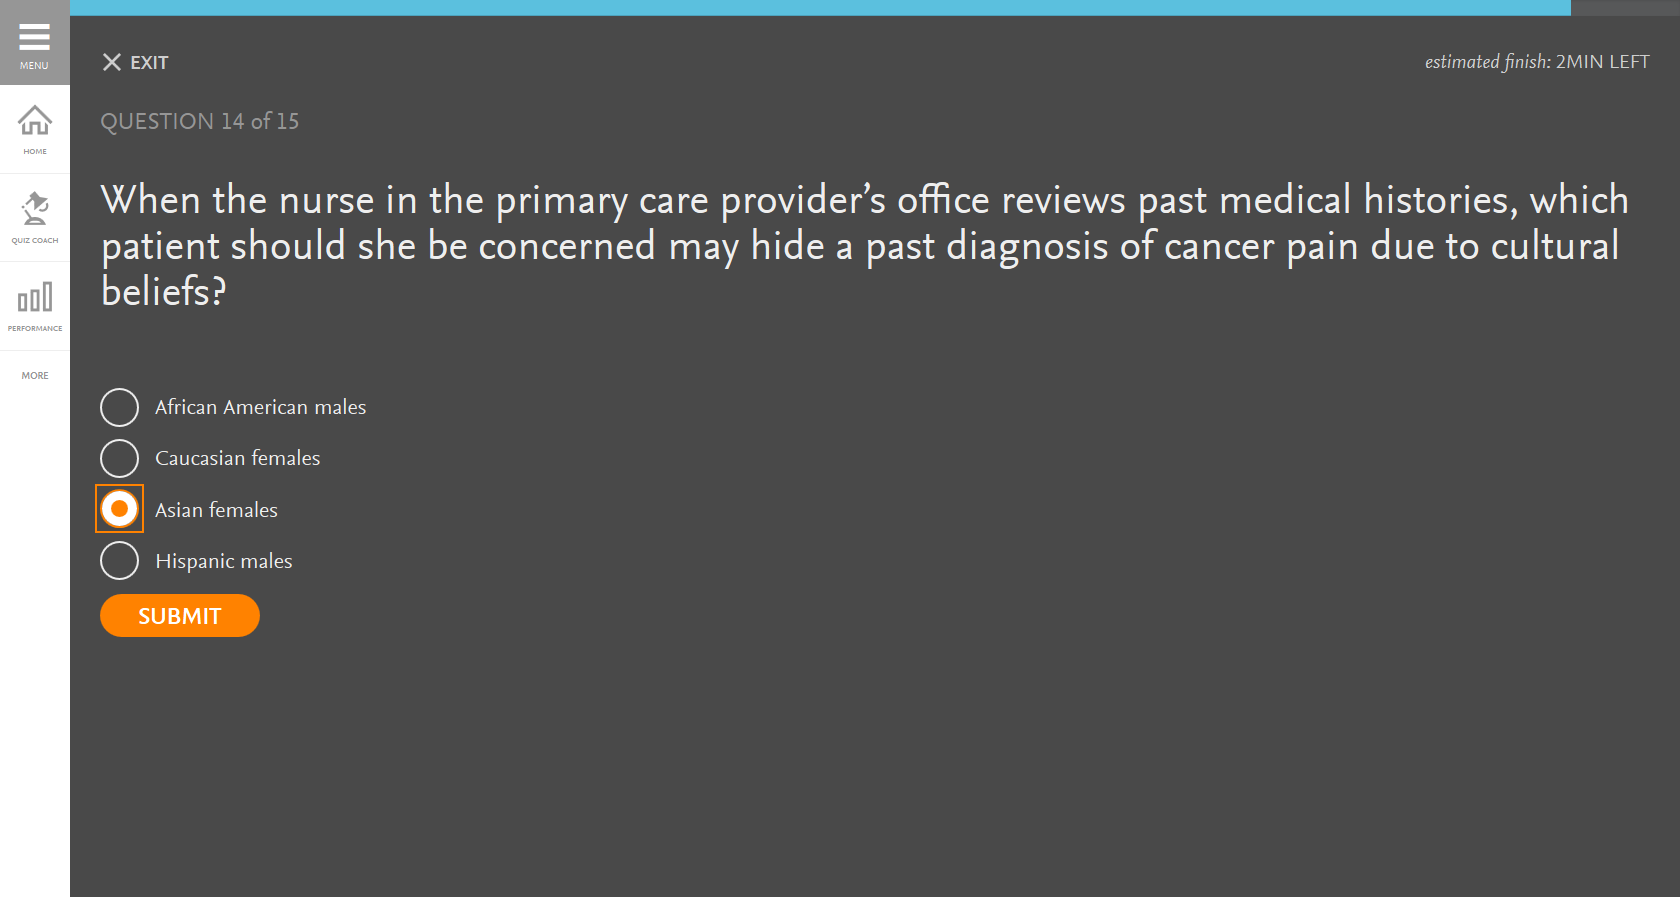 MENU
HOME
QUIZ COACH
PERFORMANCE
MORE
EXIT
estimated finish: 2MIN LEFT
QUESTION 14 of 15
When the nurse in the primary care provider’s office reviews past medical histories, which
patient should she be concerned may hide a past diagnosis of cancer pain due to cultural
beliefs?
African American males
Caucasian females
Asian females
Hispanic males
SUBMIT